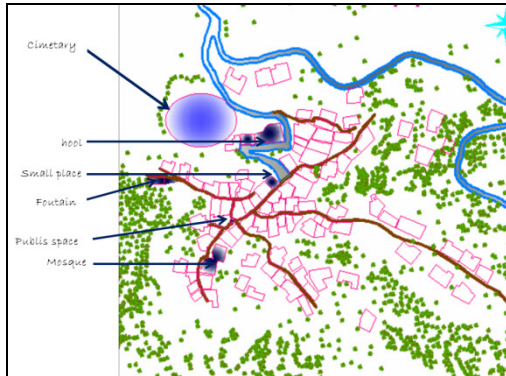 Cimetary
hool
Small place
Foutain
Publis space
Mosque